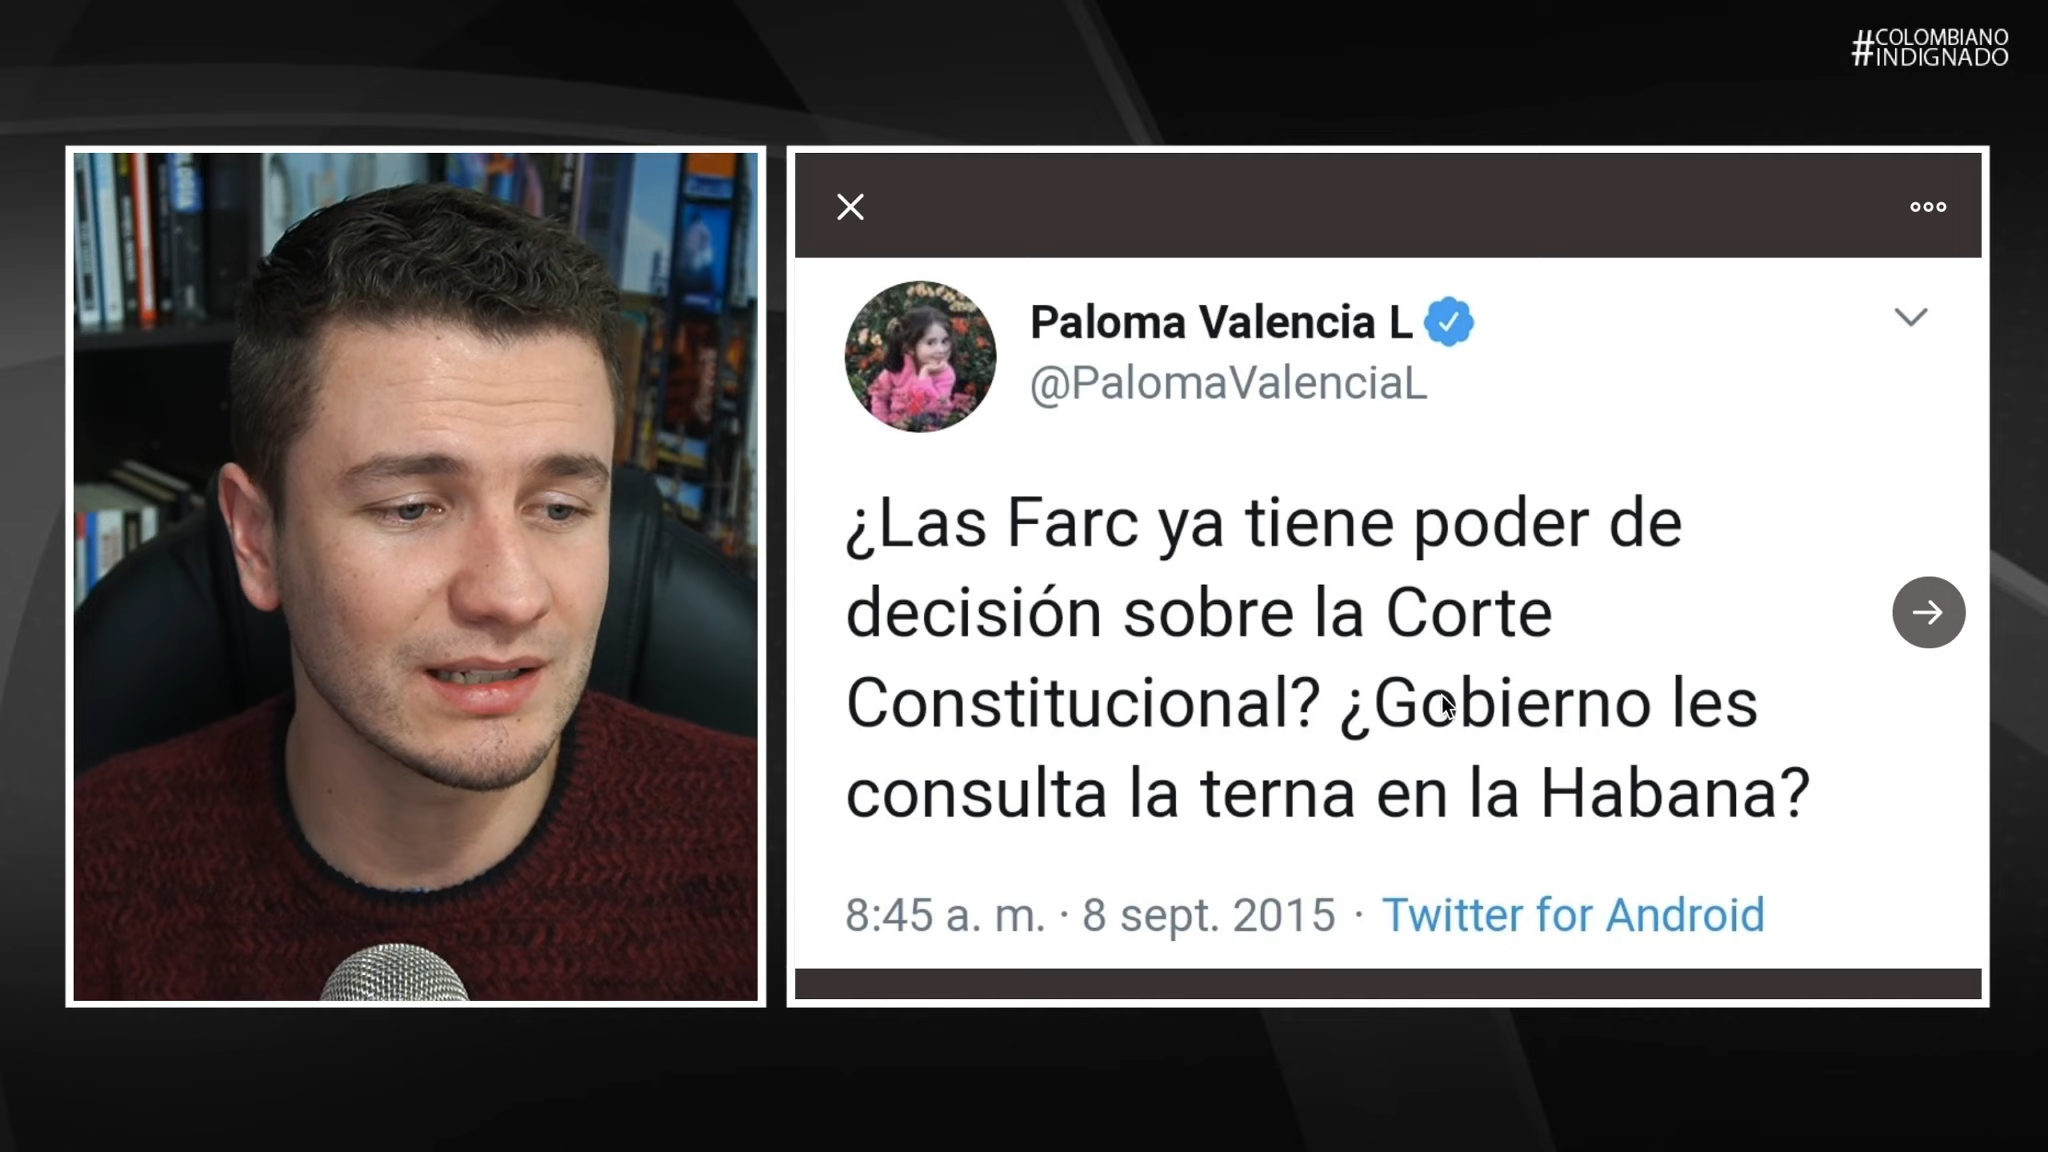 #COLOMBIANO
INDIGNADO
Paloma Valencia L
@PalomaValenciaL
¿Las Farc ya tiene poder de
decisión sobre la Corte
Constitucional? ¿Gobierno les
consulta la terna en la Habana?
8:45 a. m. · 8 sept. 2015 · Twitter for Android